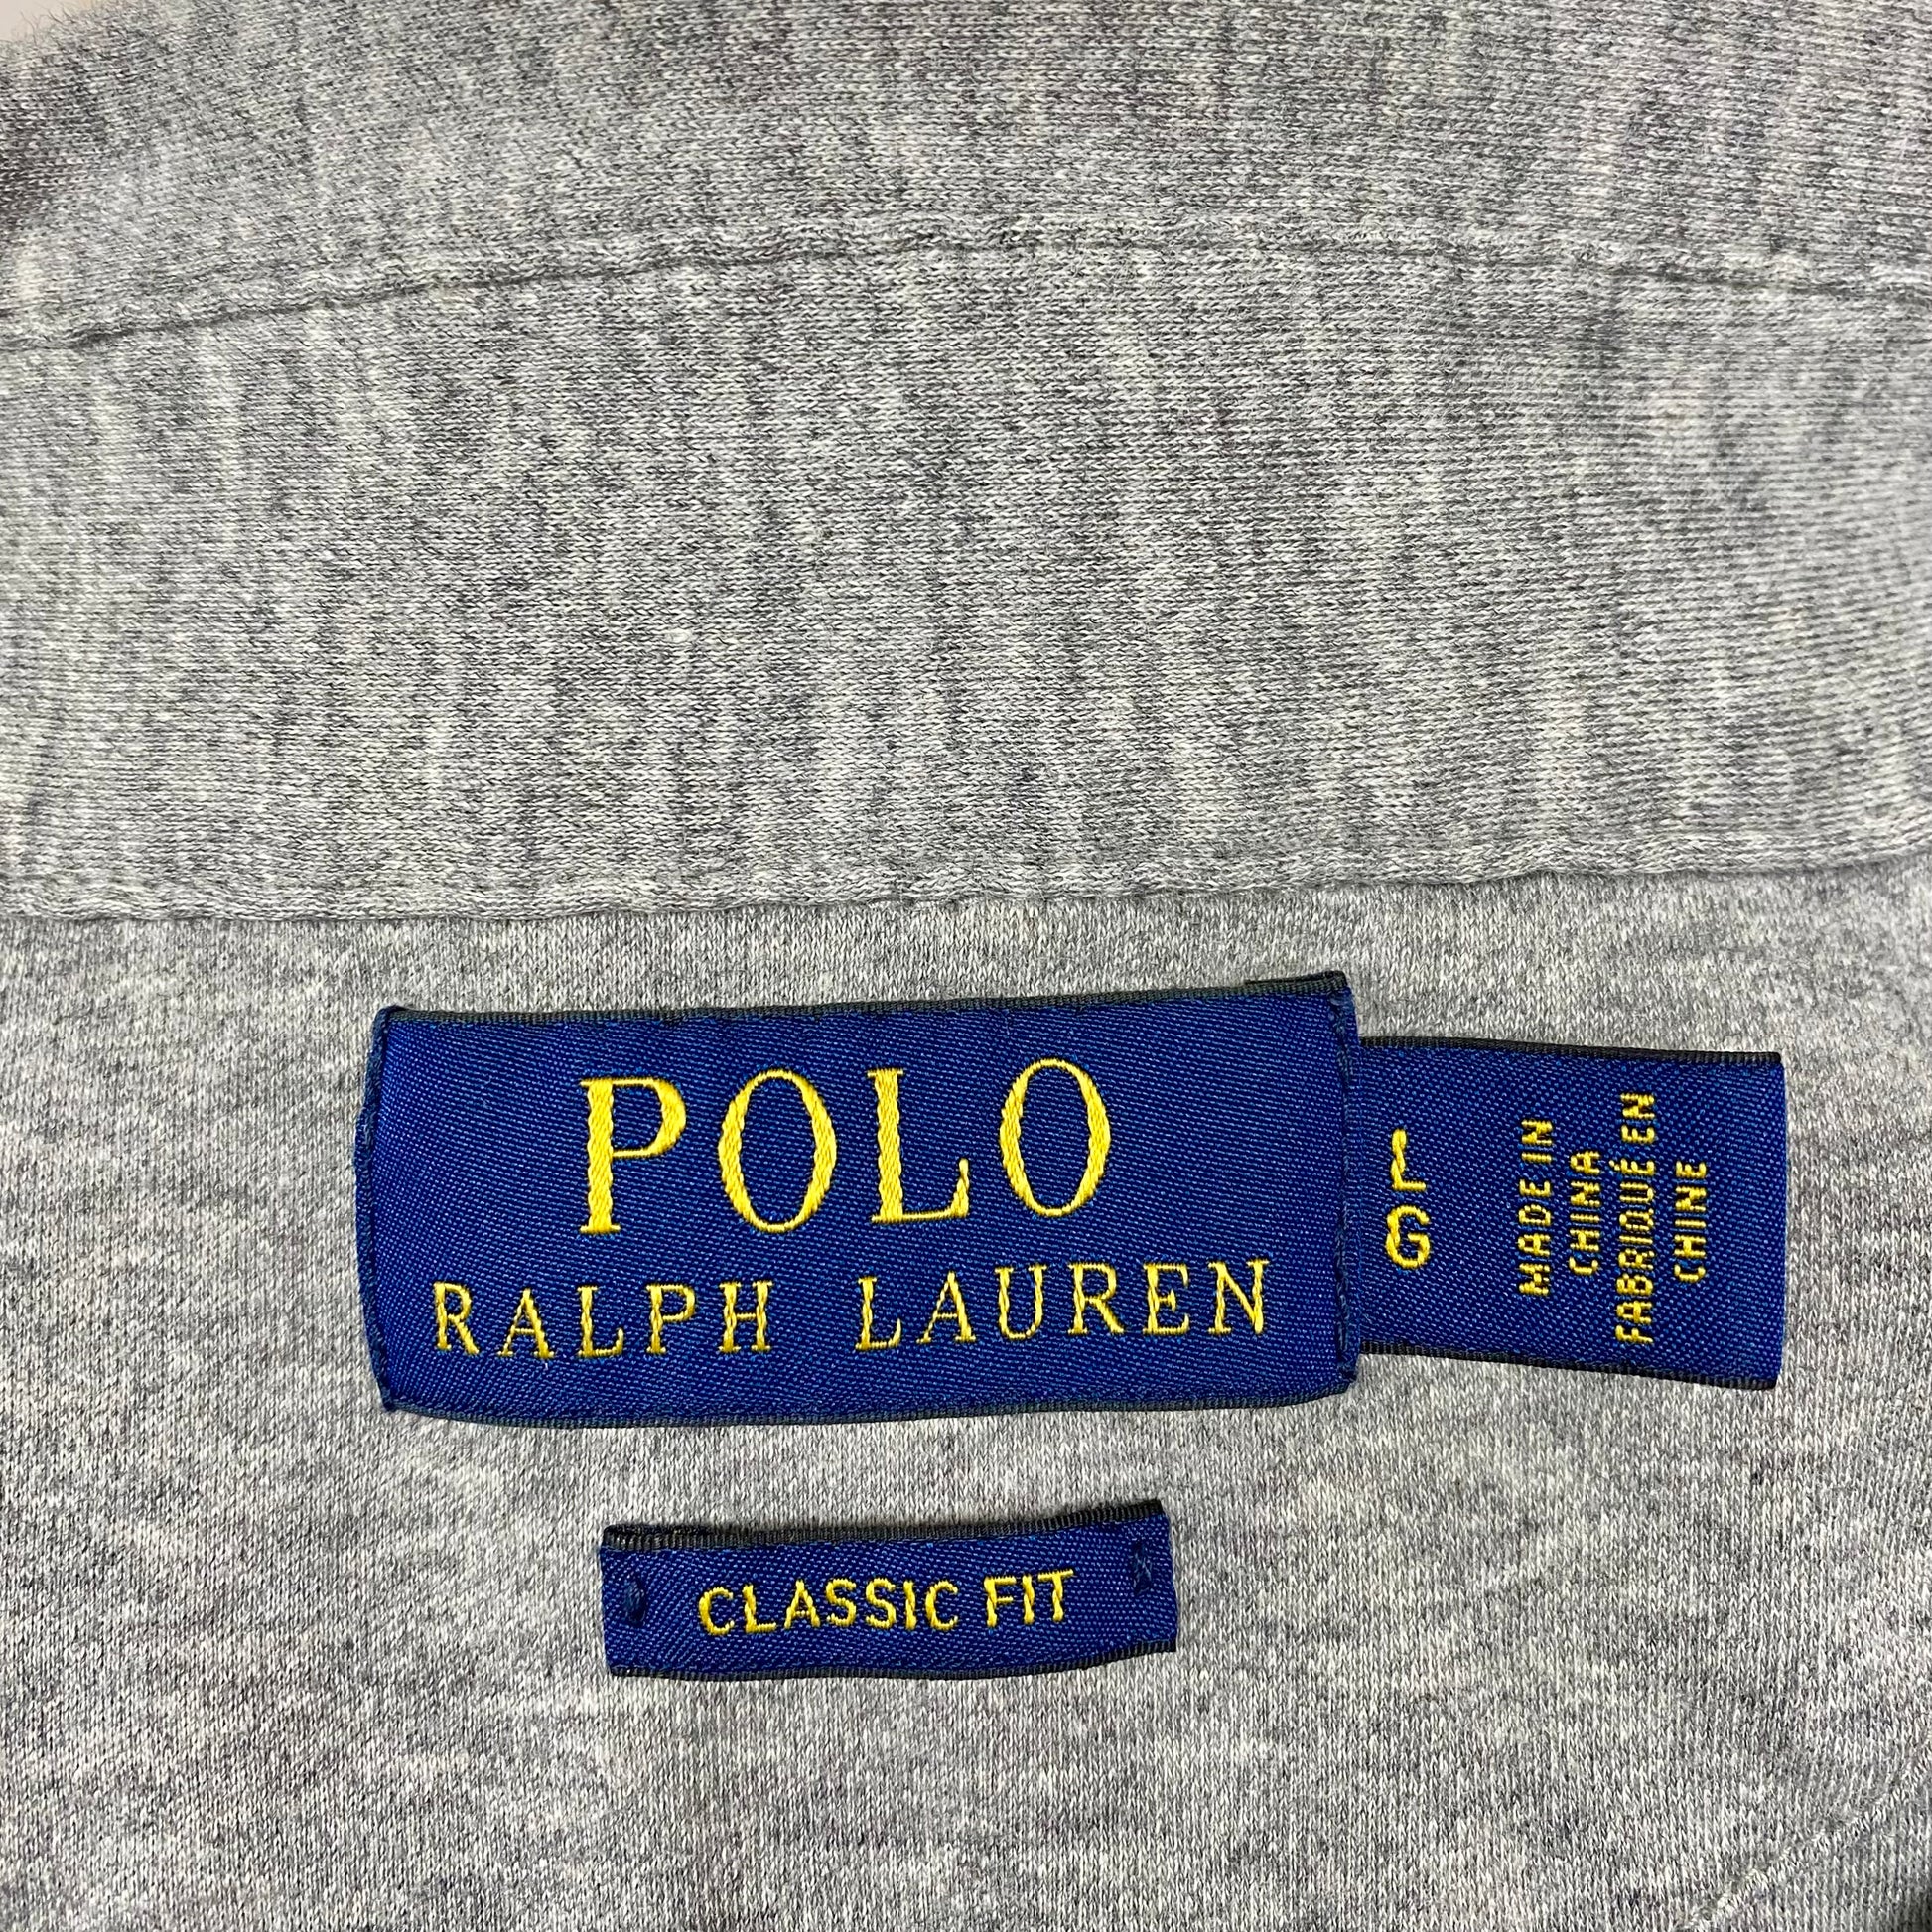 POLO
RALPH LAUREN
L
G
MADE IN
CHINA
FABRIQUÉ EN
CHINE
CLASSIC FIT